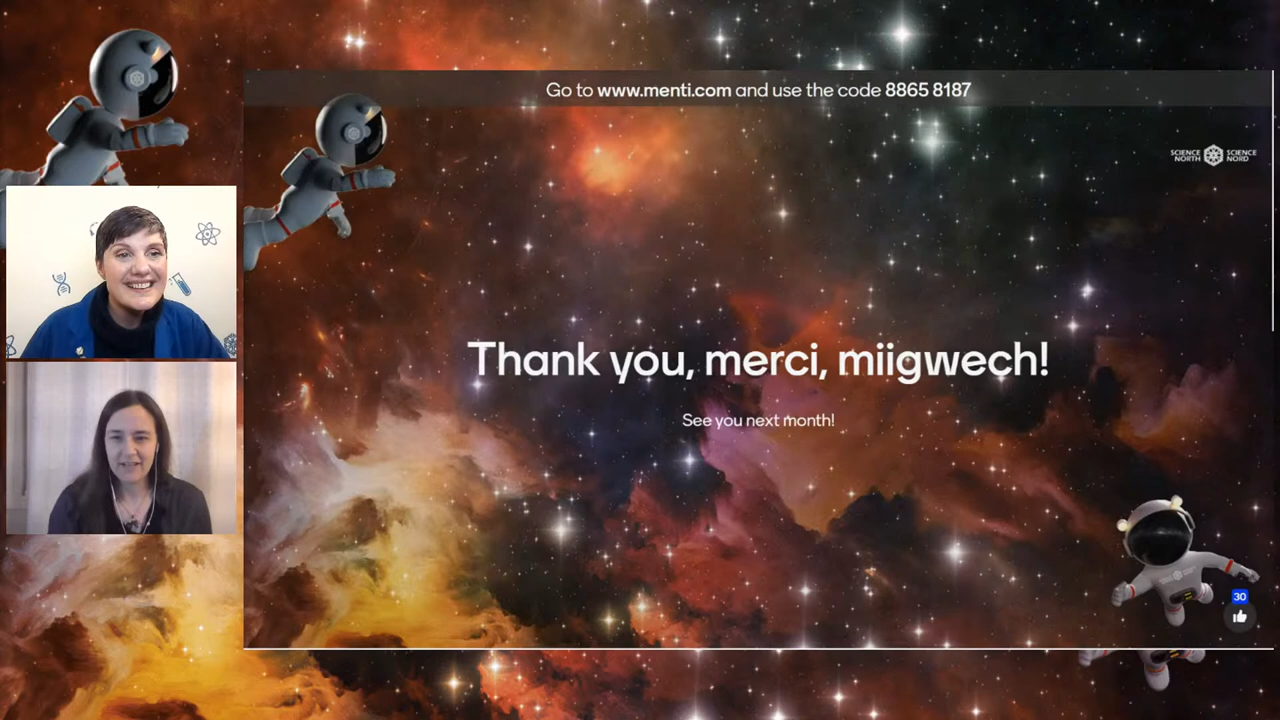 Go to www.menti.com and use the code 8865 8187
SCIENCE NORTH SCIENCE NORD
Thank you, merci, miigwech!
See you next month!
30